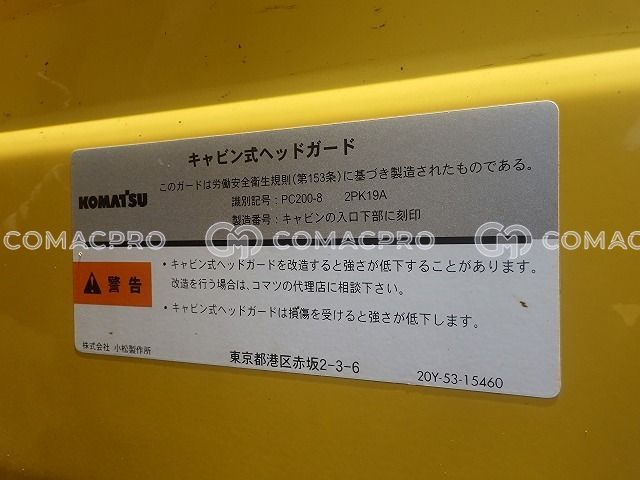 キャビン式ヘッドガード
このガードは労働安全衛生規則(第153条)に基づき製造されたものである。
KOMATSU
識別記号：PC200-8 2PK19A
製造番号：キャビンの入口下部に刻印
COMACPRO COMACPRO COMACPRO
警告
・キャビン式ヘッドガードを改造すると強さが低下することがあります。
改造を行う場合は、コマツの代理店に相談下さい。
・キャビン式ヘッドガードは損傷を受けると強さが低下します。
株式会社 小松製作所
東京都港区赤坂2-3-6
20Y-53-15460